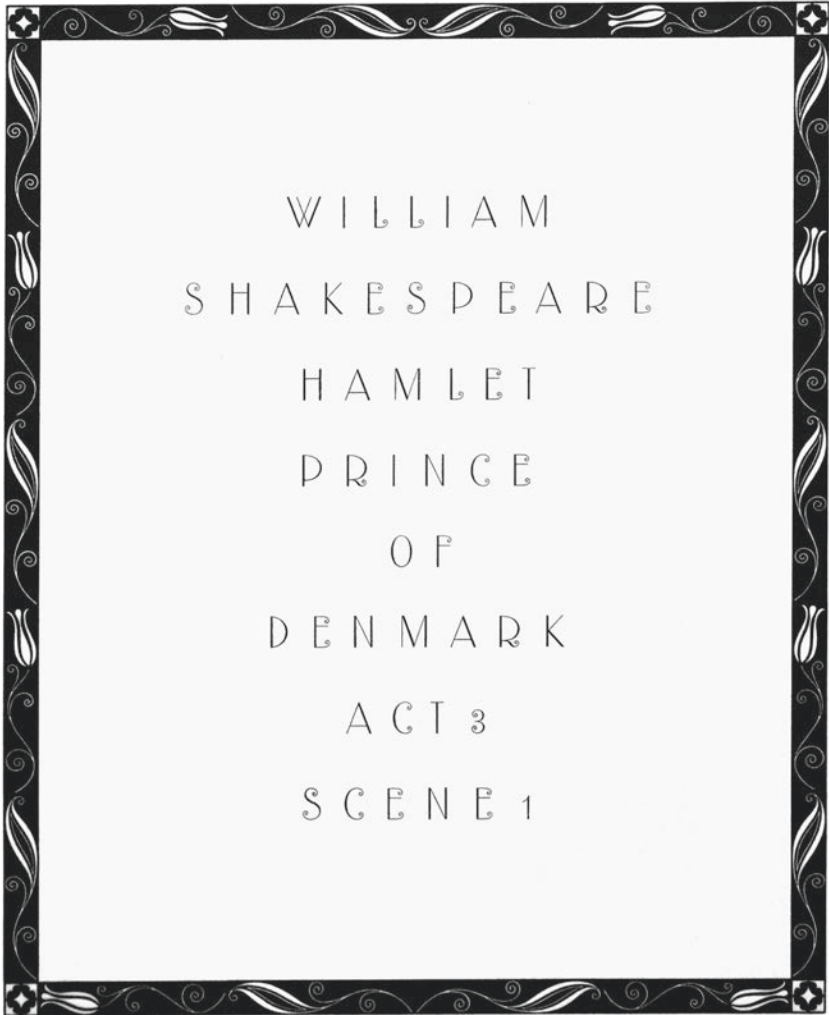 WILLIAM
SHAKESPEARE
HAMLET
PRINCE
OF
DENMARK
ACT 3
SCENE 1